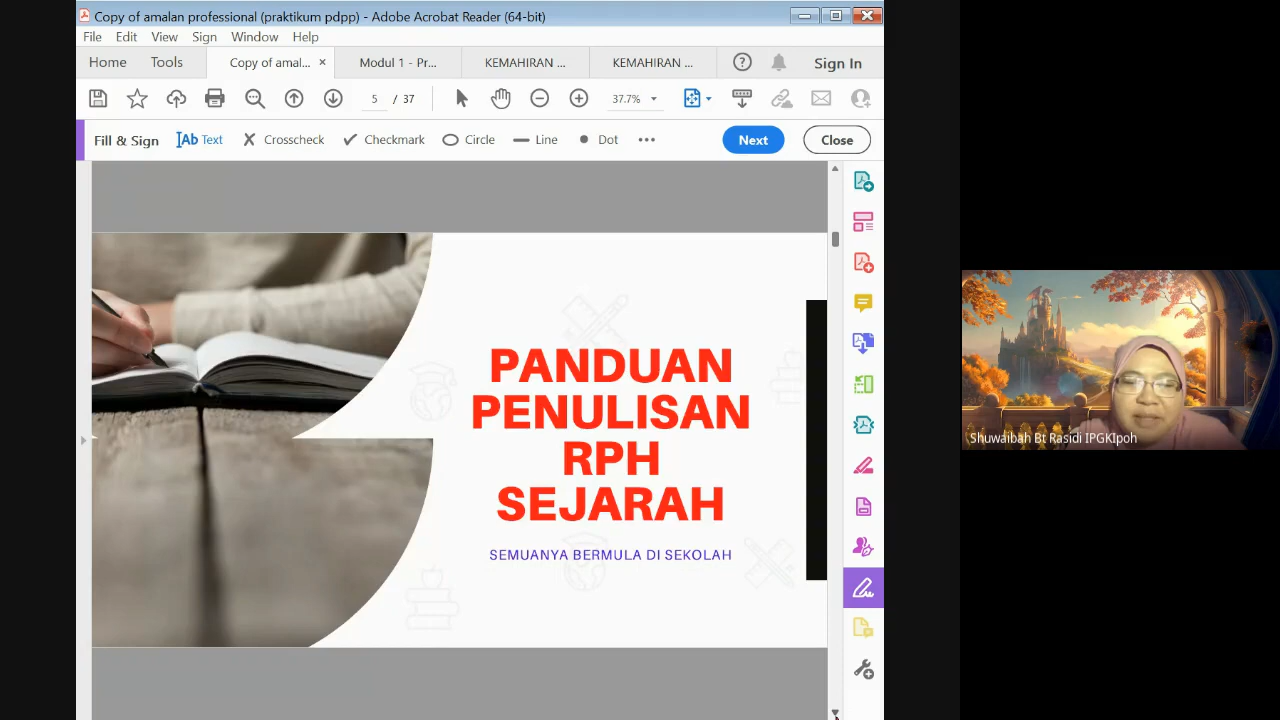 Copy of amalan professional (praktikum pdpp) - Adobe Acrobat Reader (64-bit)
File Edit View Sign Window Help
Home Tools Copy of amal... × Modul 1 - Pr... KEMAHIRAN ... KEMAHIRAN ... Sign In
5 / 37 37.7%
Fill & Sign Ab Text Crosscheck Checkmark Circle Line Dot ••• Next Close
PANDUAN
PENULISAN
RPH
SEJARAH
SEMUANYA BERMULA DI SEKOLAH
Shuwaibah Bt Rasidi IPGKIpoh